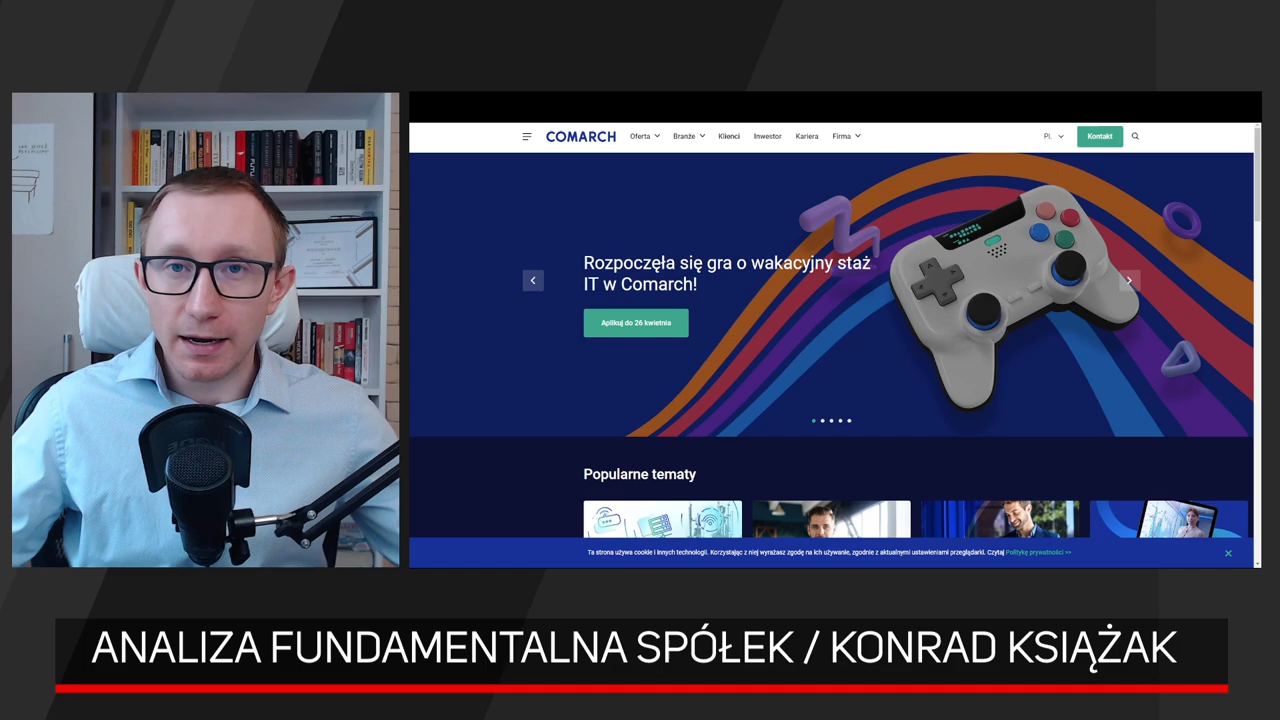 COMARCH
Oferta Branże Klienci Inwestor Kariera Firma
PL
Kontakt
Rozpoczęła się gra o wakacyjny staż
IT w Comarch!
Aplikuj do 26 kwietnia
Popularne tematy
Ta strona używa cookie i innych technologii. Korzystając z niej wyrażasz zgodę na ich używanie, zgodnie z aktualnymi ustawieniami przeglądarki. Czytaj Politykę prywatności >>
ANALIZA FUNDAMENTALNA SPÓŁEK / KONRAD KSIĄŻAK